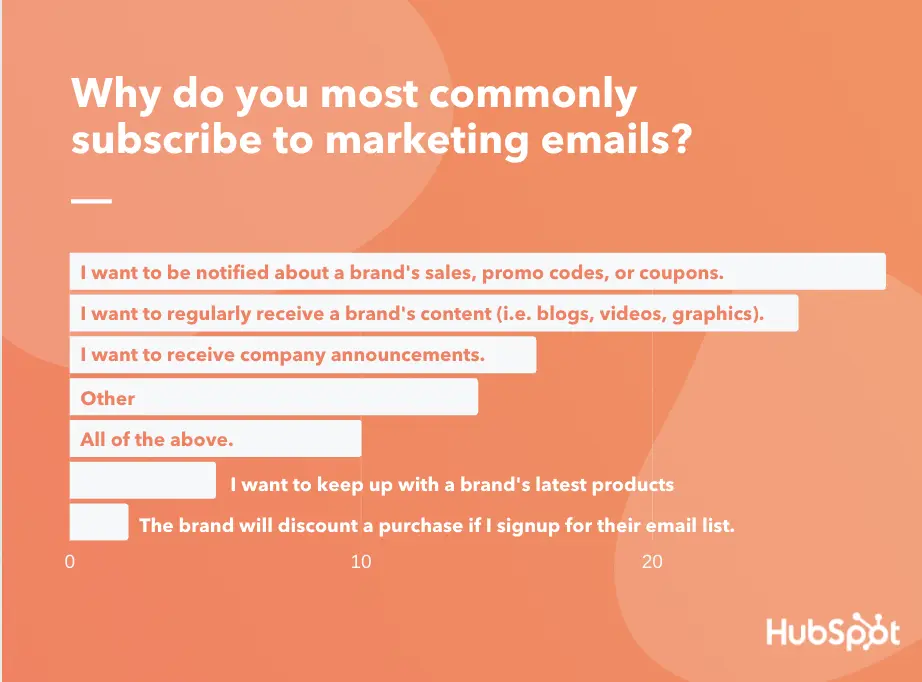 Why do you most commonly
subscribe to marketing emails?
I want to be notified about a brand's sales, promo codes, or coupons.
I want to regularly receive a brand's content (i.e. blogs, videos, graphics).
I want to receive company announcements.
Other
All of the above.
I want to keep up with a brand's latest products
The brand will discount a purchase if I signup for their email list.
0 10 20
HubSpot